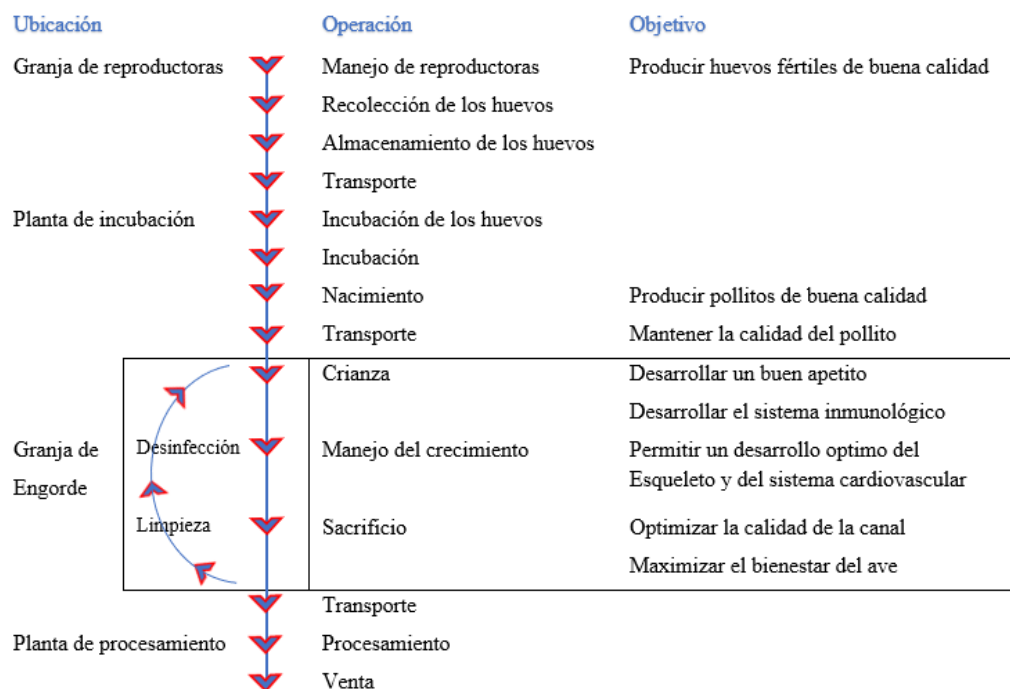 Ubicación Operación Objetivo
Granja de reproductoras Manejo de reproductoras Producir huevos fértiles de buena calidad
Recolección de los huevos
Almacenamiento de los huevos
Transporte
Planta de incubación Incubación de los huevos
Incubación
Nacimiento Producir pollitos de buena calidad
Transporte Mantener la calidad del pollito
Crianza Desarrollar un buen apetito
Desarrollar el sistema inmunológico
Granja de Desinfección Manejo del crecimiento Permitir un desarrollo optimo del
Engorde Esqueleto y del sistema cardiovascular
Limpieza Sacrificio Optimizar la calidad de la canal
Maximizar el bienestar del ave
Transporte
Planta de procesamiento Procesamiento
Venta